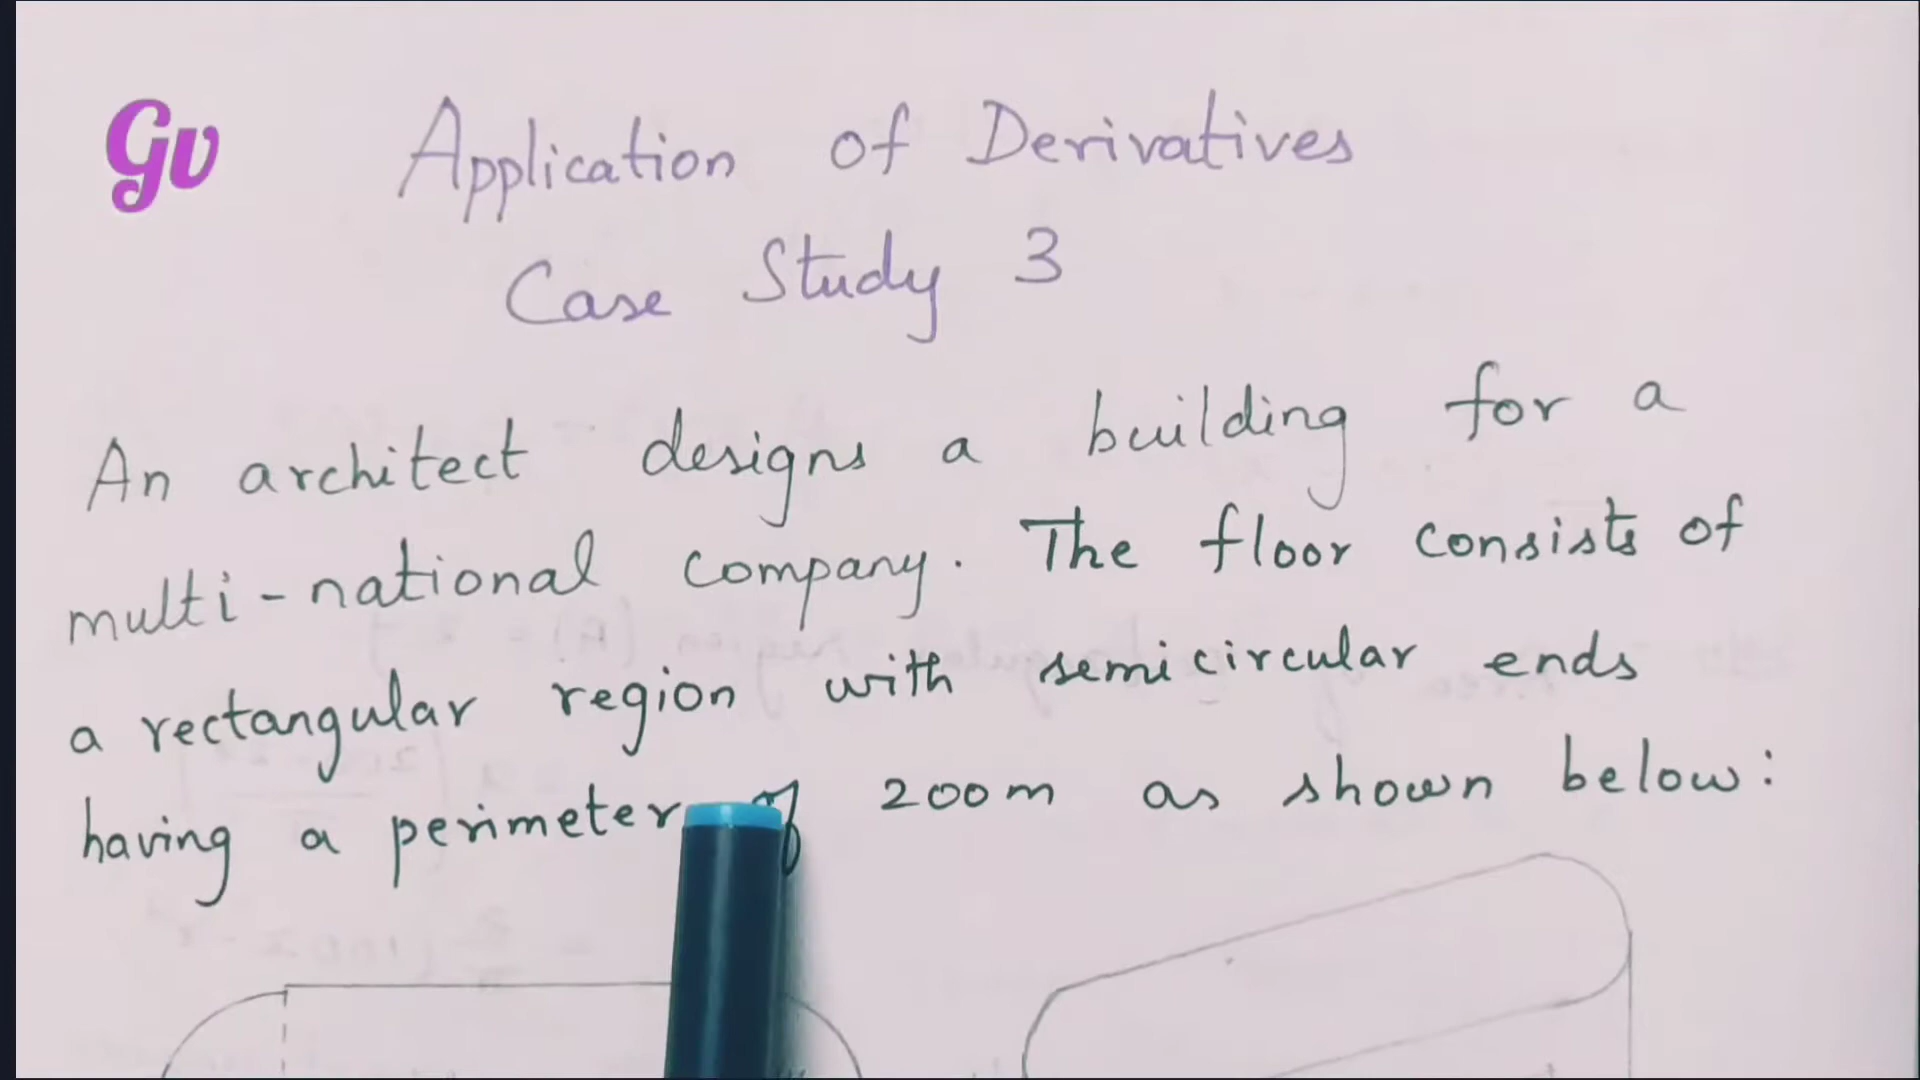 Gv
Application of Derivatives
Case Study 3
An architect designs a building for a
multi-national company. The floor consists of
a rectangular region with semicircular ends
having a perimeter of 200m as shown below: